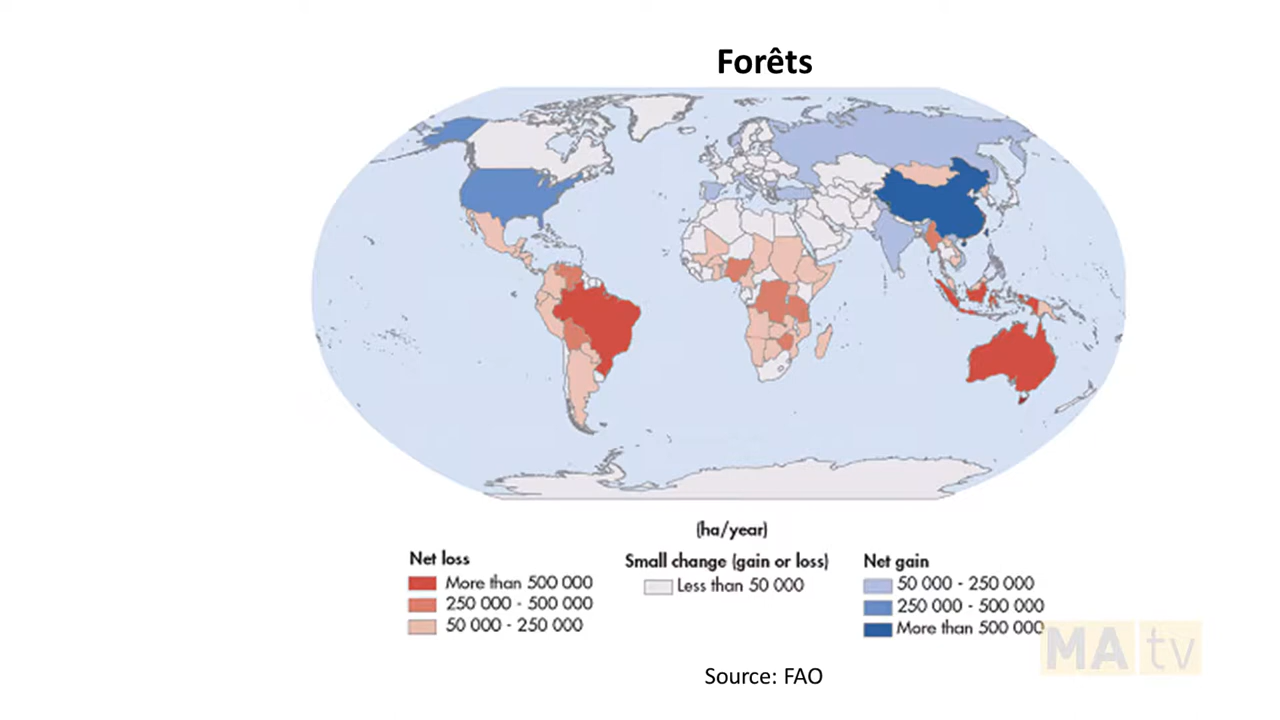 Forêts
(ha/year)
Net loss
More than 500 000
250 000 - 500 000
50 000 - 250 000
Small change (gain or loss)
Less than 50 000
Net gain
50 000 - 250 000
250 000 - 500 000
More than 500 000
Source: FAO
MAtv